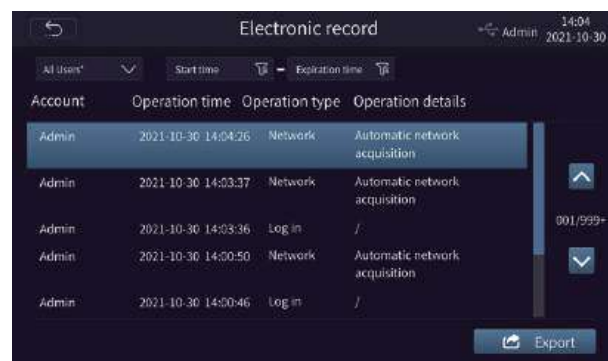 Electronic record
Admin
14:04
2021-10-30
All Users*
Start time - Expiration time
Account Operation time Operation type Operation details
Admin 2021-10-30 14:04:26 Network Automatic network
acquisition
Admin 2021-10-30 14:03:37 Network Automatic network
acquisition
Admin 2021-10-30 14:03:36 Log in /
Admin 2021-10-30 14:00:50 Network Automatic network
acquisition
Admin 2021-10-30 14:00:46 Log in /
001/999+
Export